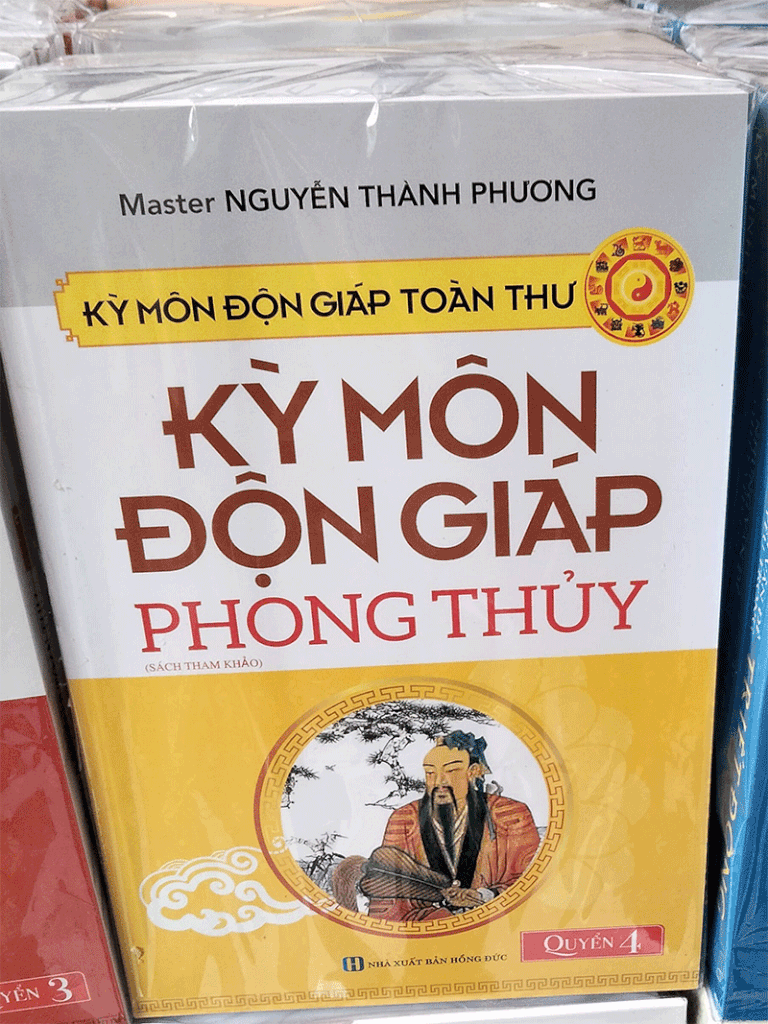 Master NGUYỄN THÀNH PHƯƠNG
KỲ MÔN ĐỘN GIÁP TOÀN THƯ
KỲ MÔN
ĐỘN GIÁP
PHONG THỦY
(SÁCH THAM KHẢO)
NHÀ XUẤT BẢN HỒNG ĐỨC
QUYỂN 4
3